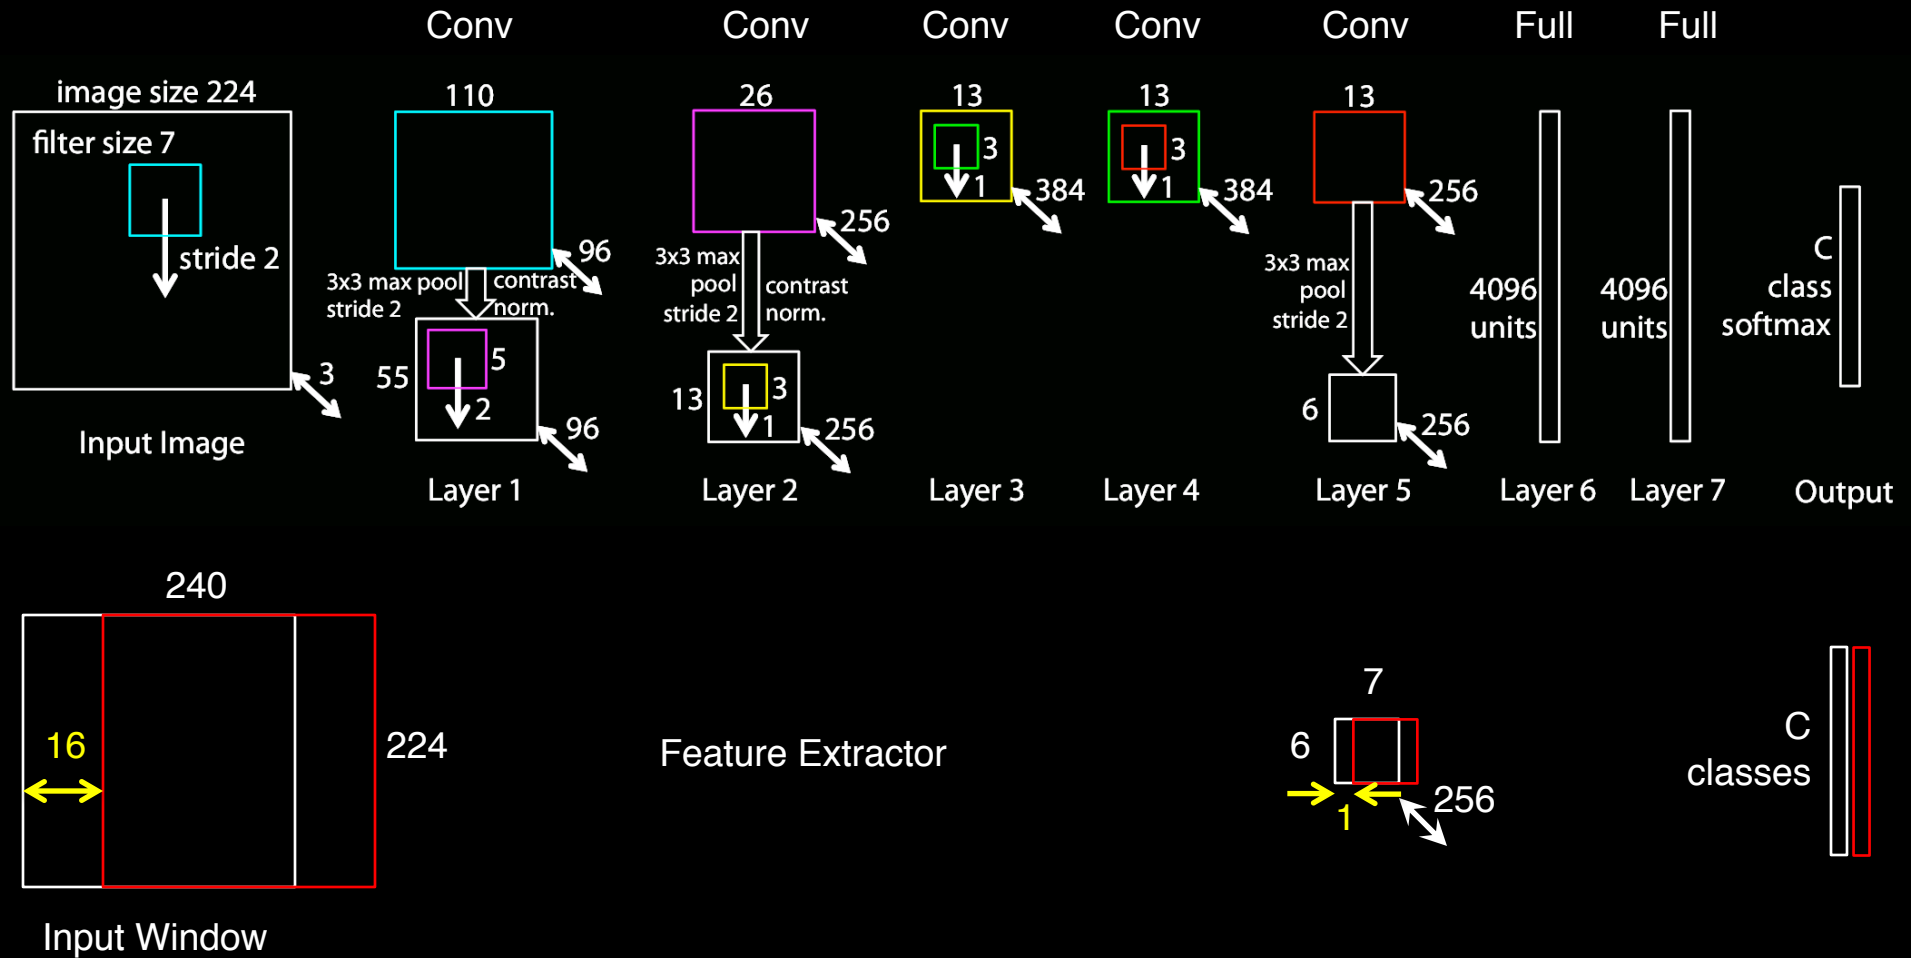 Conv Conv Conv Conv Conv Full Full
image size 224
110
26
13
13
13
filter size 7
stride 2
3
Input Image
96
3x3 max pool
stride 2
contrast
norm.
55
5
2
96
Layer 1
256
3x3 max
pool
stride 2
contrast
norm.
13
3
1
256
Layer 2
3
1
384
Layer 3
3
1
384
Layer 4
256
3x3 max
pool
stride 2
6
256
Layer 5
4096
units
Layer 6
4096
units
Layer 7
C
class
softmax
Output
240
16
224
Input Window
Feature Extractor
7
6
1
256
C
classes